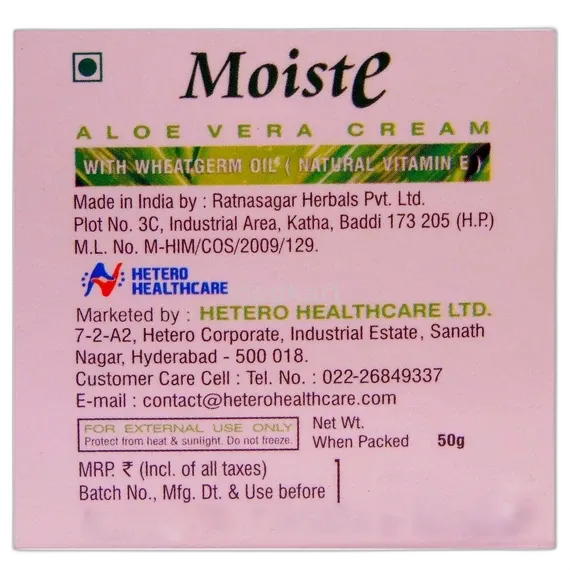 Moiste
ALOE VERA CREAM
WITH WHEATGERM OIL ( NATURAL VITAMIN E )
Made in India by : Ratnasagar Herbals Pvt. Ltd.
Plot No. 3C, Industrial Area, Katha, Baddi 173 205 (H.P.)
M.L. No. M-HIM/COS/2009/129.
HETERO
HEALTHCARE
Marketed by : HETERO HEALTHCARE LTD.
7-2-A2, Hetero Corporate, Industrial Estate, Sanath
Nagar, Hyderabad - 500 018.
Customer Care Cell : Tel. No. : 022-26849337
E-mail : contact@heterohealthcare.com
FOR EXTERNAL USE ONLY
Protect from heat & sunlight. Do not freeze.
Net Wt.
When Packed 50g
MRP. ₹ (Incl. of all taxes)
Batch No., Mfg. Dt. & Use before